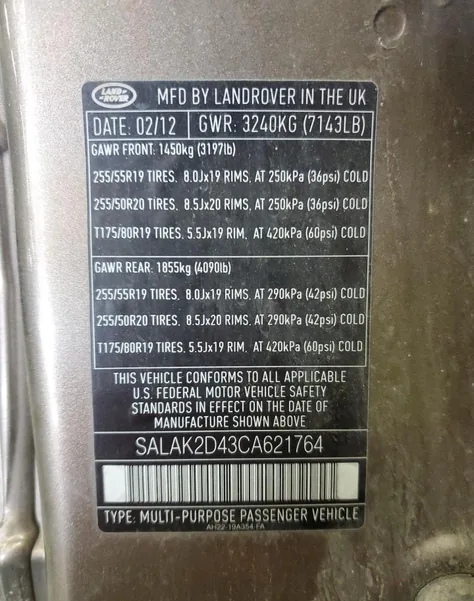 LAND ROVER
MFD BY LANDROVER IN THE UK
DATE: 02/12 GWR: 3240KG (7143LB)
GAWR FRONT: 1450kg (3197lb)
255/55R19 TIRES. 8.0Jx19 RIMS. AT 250kPa (36psi) COLD
255/50R20 TIRES. 8.5Jx20 RIMS. AT 250kPa (36psi) COLD
T175/80R19 TIRES. 5.5Jx19 RIM. AT 420kPa (60psi) COLD
GAWR REAR: 1855kg (4090lb)
255/55R19 TIRES. 8.0Jx19 RIMS. AT 290kPa (42psi) COLD
255/50R20 TIRES. 8.5Jx20 RIMS. AT 290kPa (42psi) COLD
T175/80R19 TIRES. 5.5Jx19 RIM. AT 420kPa (60psi) COLD
THIS VEHICLE CONFORMS TO ALL APPLICABLE
U.S. FEDERAL MOTOR VEHICLE SAFETY
STANDARDS IN EFFECT ON THE DATE OF
MANUFACTURE SHOWN ABOVE
SALAK2D43CA621764
TYPE: MULTI-PURPOSE PASSENGER VEHICLE
AH22-19A354-FA